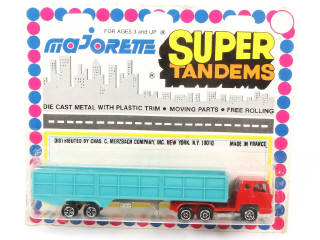 FOR AGES 3 and UP
majorette ®
SUPER
TANDEMS
DIE CAST METAL WITH PLASTIC TRIM • MOVING PARTS • FREE ROLLING
DISTRIBUTED BY CHAS. C. MERZBACH COMPANY, INC. NEW YORK, N.Y. 10010 MADE IN FRANCE